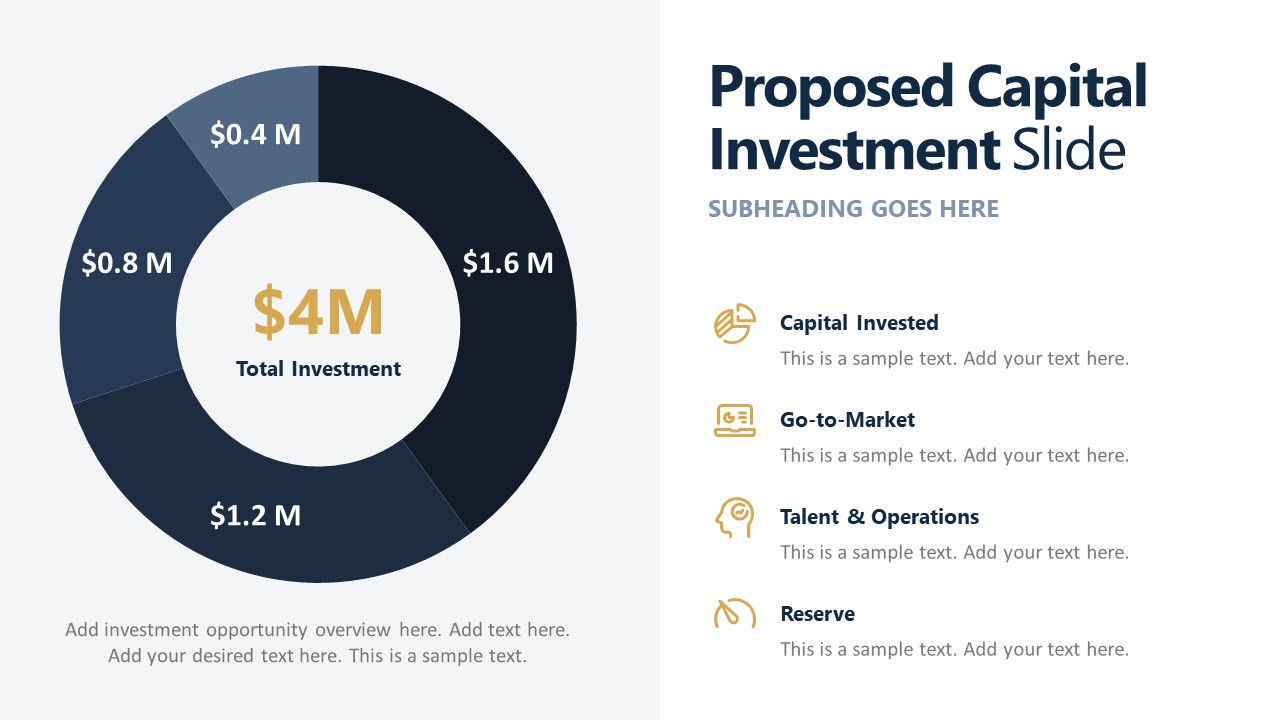 Proposed Capital
Investment Slide
SUBHEADING GOES HERE
$0.4 M
$0.8 M
$1.6 M
$4M
Total Investment
$1.2 M
Add investment opportunity overview here. Add text here.
Add your desired text here. This is a sample text.
Capital Invested
This is a sample text. Add your text here.
Go-to-Market
This is a sample text. Add your text here.
Talent & Operations
This is a sample text. Add your text here.
Reserve
This is a sample text. Add your text here.